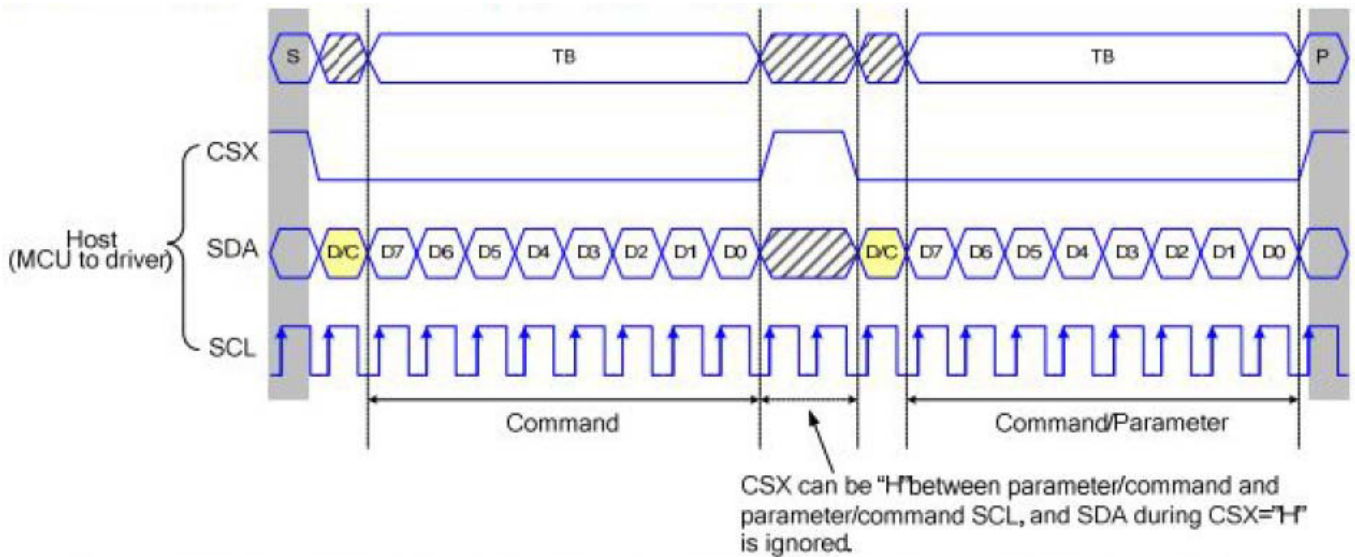 S TB TB P
CSX
Host
(MCU to driver)
SDA D/C D7 D6 D5 D4 D3 D2 D1 D0 D/C D7 D6 D5 D4 D3 D2 D1 D0
SCL
Command Command/Parameter
CSX can be "H"between parameter/command and
parameter/command SCL, and SDA during CSX="H"
is ignored.